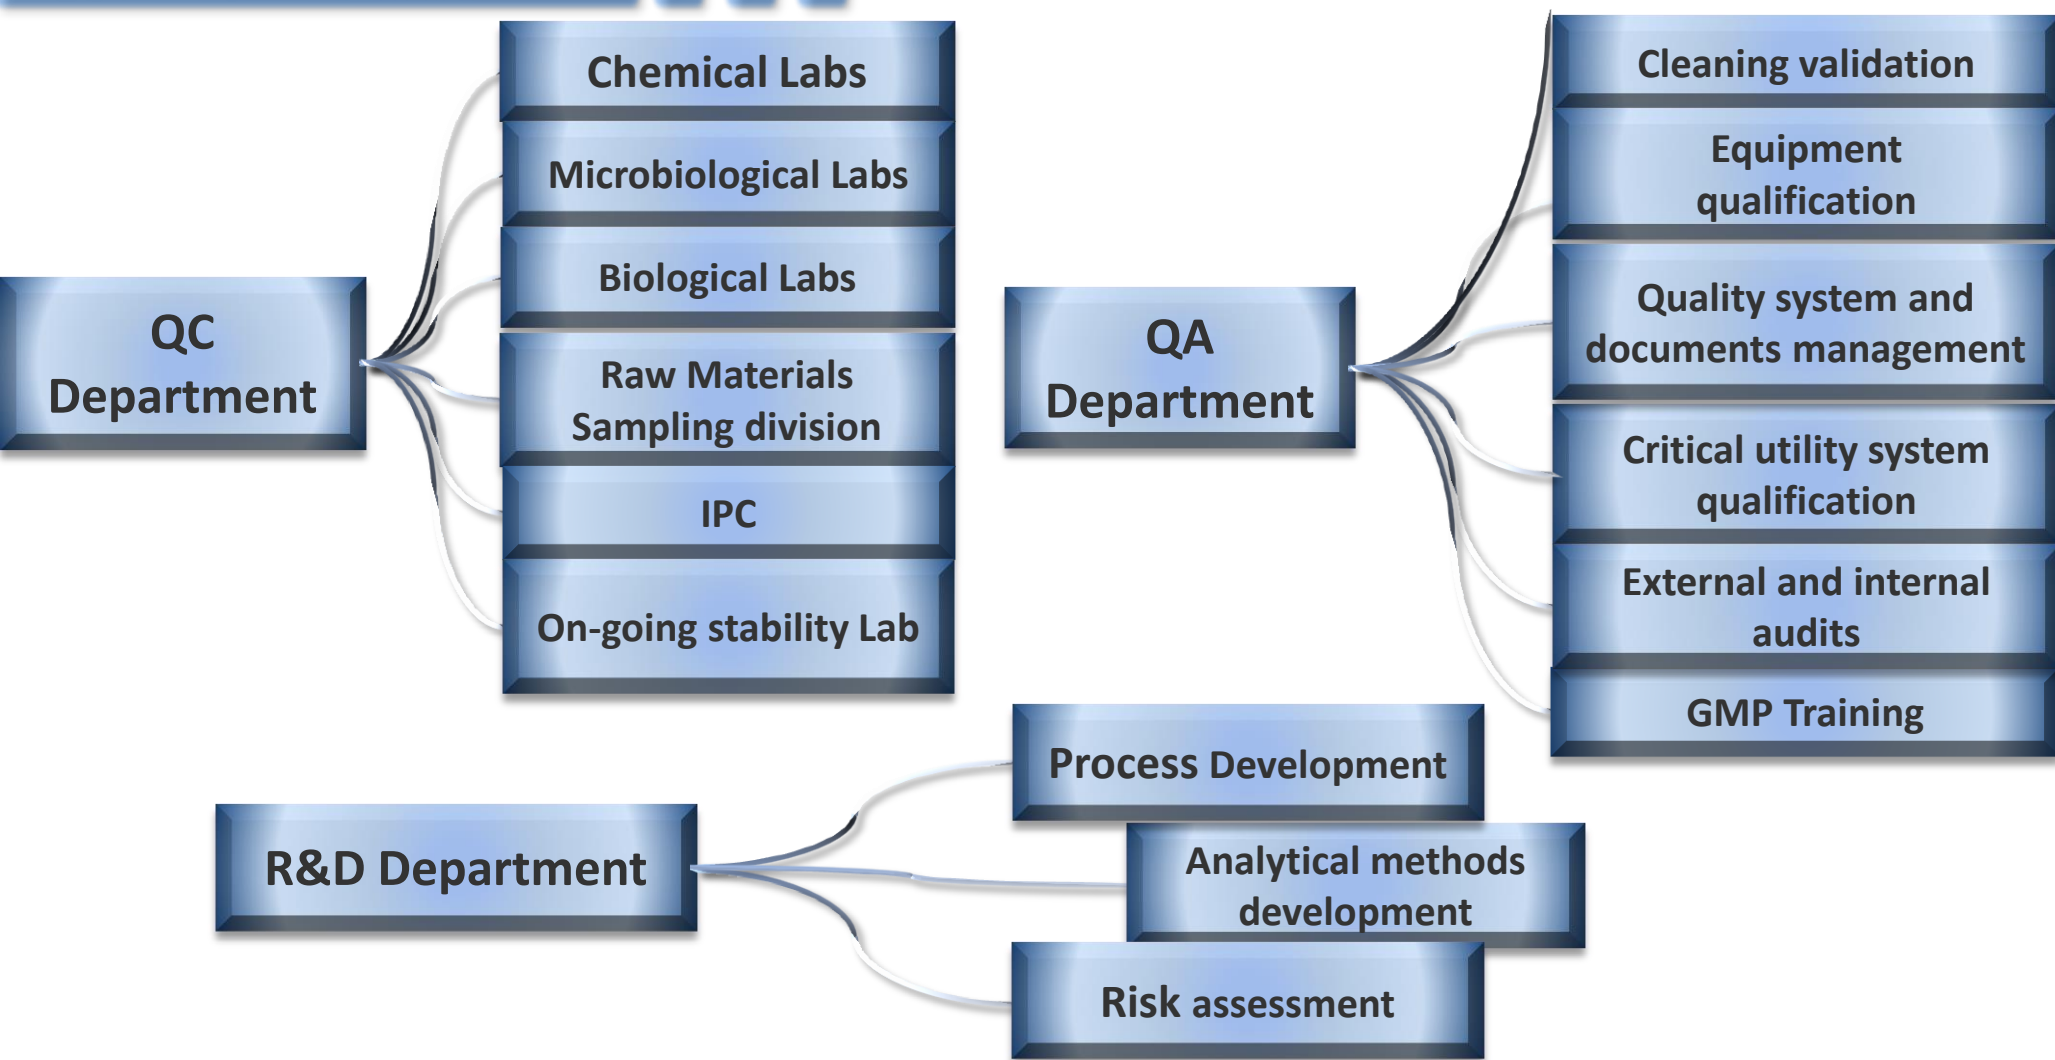 QC
Department
Chemical Labs
Microbiological Labs
Biological Labs
Raw Materials
Sampling division
IPC
On-going stability Lab
QA
Department
Cleaning validation
Equipment
qualification
Quality system and
documents management
Critical utility system
qualification
External and internal
audits
GMP Training
R&D Department
Process Development
Analytical methods
development
Risk assessment